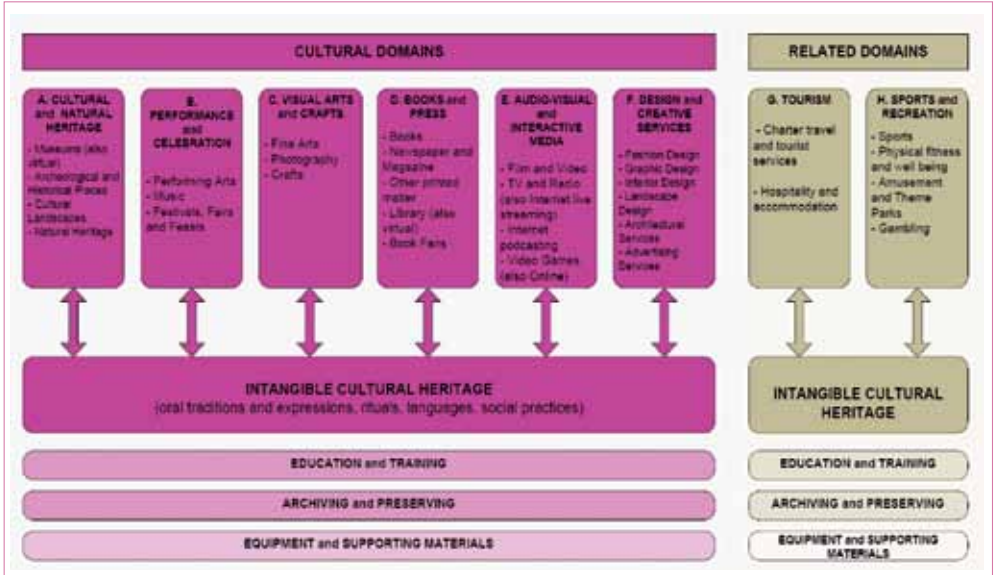 CULTURAL DOMAINS
A. CULTURAL
and NATURAL
HERITAGE
- Museums (also
virtual)
- Archeological and
Historical Places
- Cultural
Landscapes
- Natural Heritage
B.
PERFORMANCE
and
CELEBRATION
- Performing Arts
- Music
- Festivals, Fairs
and Feasts
C. VISUAL ARTS
and CRAFTS
- Fine Arts
- Photography
- Crafts
D. BOOKS and
PRESS
- Books
- Newspaper and
Magazine
- Other printed
matter
- Library (also
virtual)
- Book Fairs
E. AUDIO-VISUAL
and
INTERACTIVE
MEDIA
- Film and Video
- TV and Radio
(also Internet live
streaming)
- Internet
podcasting
- Video Games
(also Online)
F. DESIGN and
CREATIVE
SERVICES
- Fashion Design
- Graphic Design
- Interior Design
- Landscape
Design
- Architectural
Services
- Advertising
Services
INTANGIBLE CULTURAL HERITAGE
(oral traditions and expressions, rituals, languages, social practices)
EDUCATION and TRAINING
ARCHIVING and PRESERVING
EQUIPMENT and SUPPORTING MATERIALS
RELATED DOMAINS
G. TOURISM
- Charter travel
and tourist
services
- Hospitality and
accommodation
H. SPORTS and
RECREATION
- Sports
- Physical fitness
and well being
- Amusement
and Theme
Parks
- Gambling
INTANGIBLE CULTURAL
HERITAGE
EDUCATION and TRAINING
ARCHIVING and PRESERVING
EQUIPMENT and SUPPORTING
MATERIALS